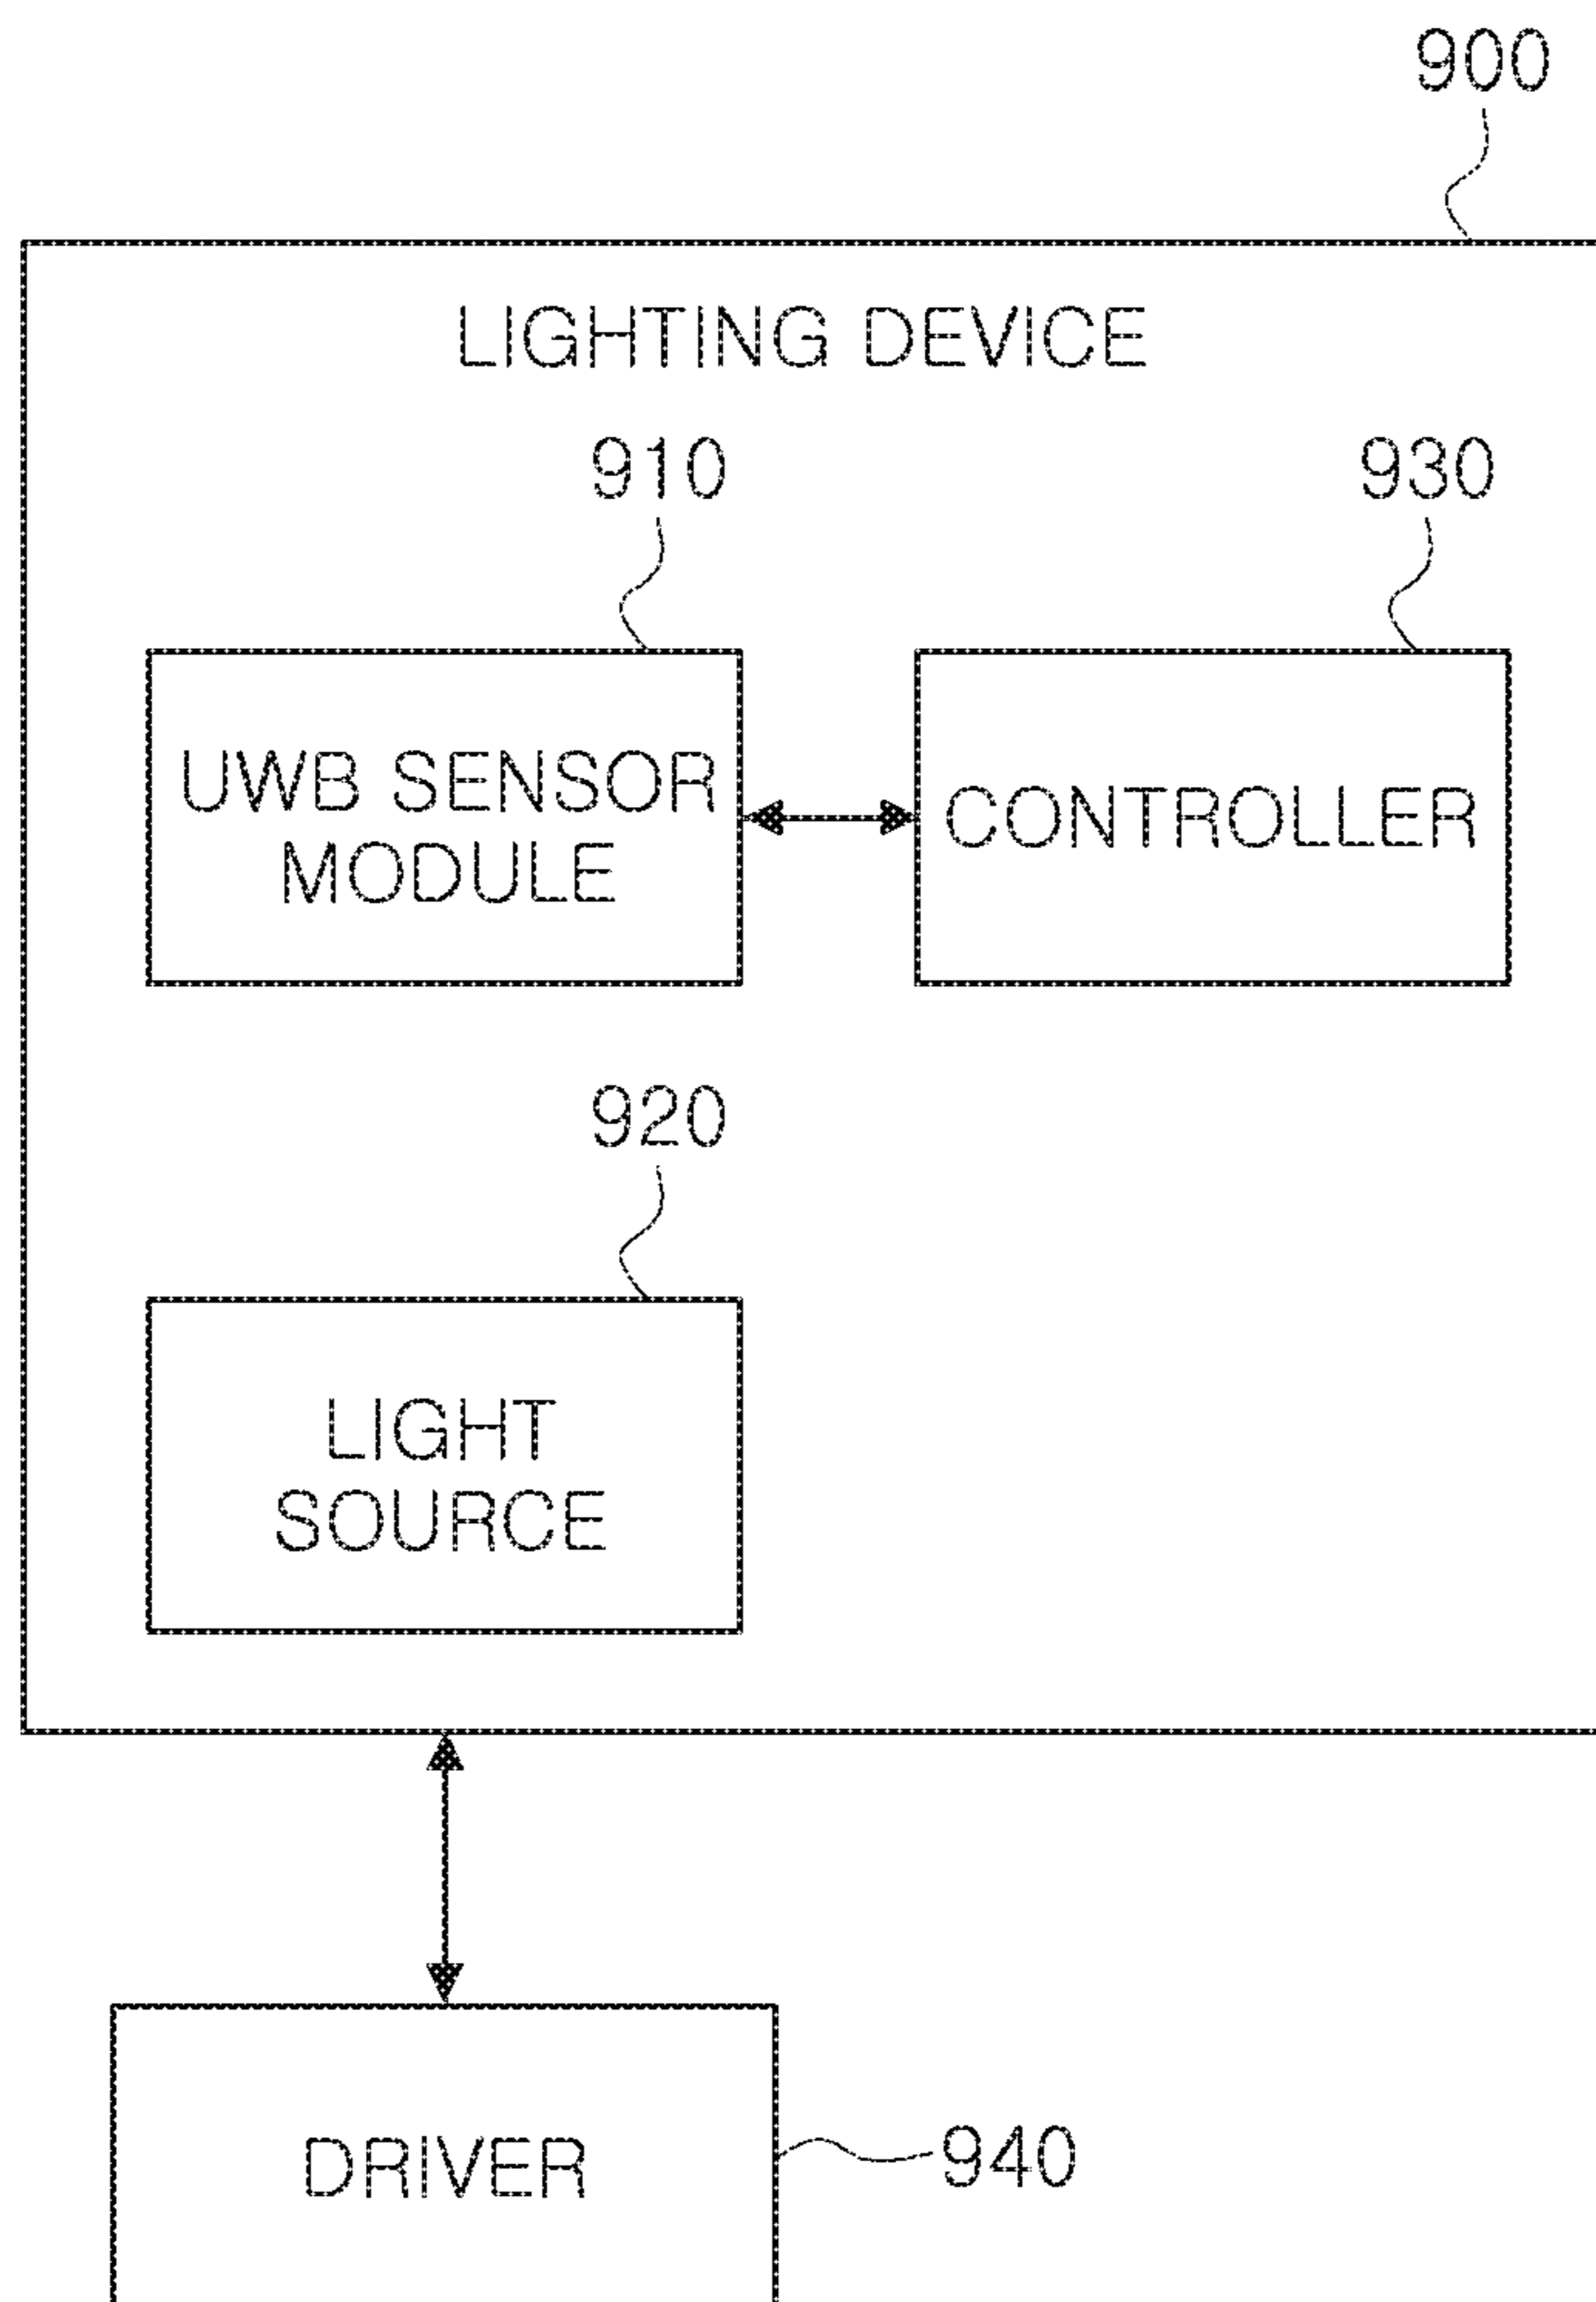 900
LIGHTING DEVICE
910
930
UWB SENSOR
MODULE
CONTROLLER
920
LIGHT
SOURCE
DRIVER
940